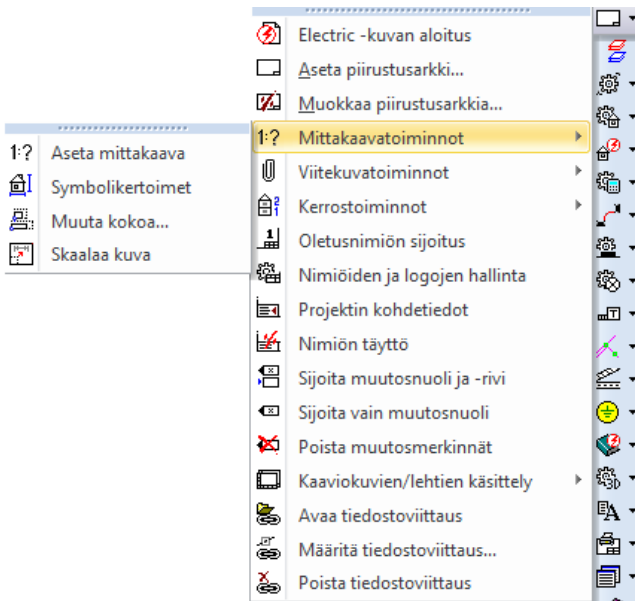 Electric -kuvan aloitus
Aseta piirustusarkki...
Muokkaa piirustusarkkia...
1:? Mittakaavatoiminnot
Viitekuvatoiminnot
Kerrostoiminnot
Oletusnimiön sijoitus
Nimiöiden ja logojen hallinta
Projektin kohdetiedot
Nimiön täyttö
Sijoita muutosnuoli ja -rivi
Sijoita vain muutosnuoli
Poista muutosmerkinnät
Kaaviokuvien/lehtien käsittely
Avaa tiedostoviittaus
Määritä tiedostoviittaus...
Poista tiedostoviittaus
1:? Aseta mittakaava
Symbolikertoimet
Muuta kokoa...
Skaalaa kuva